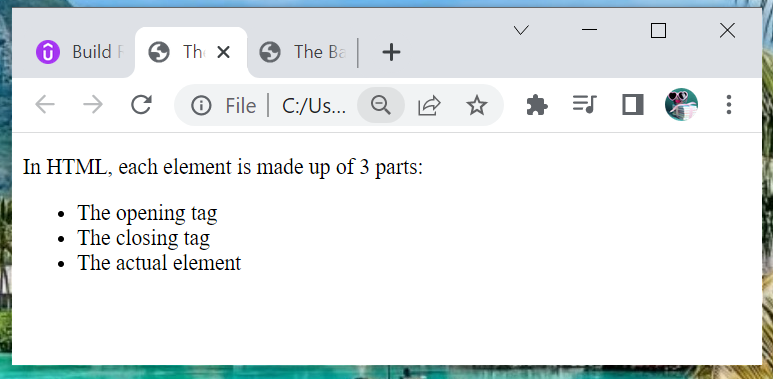 Build
The
The Ba
File
C:/Us...
In HTML, each element is made up of 3 parts:
The opening tag
The closing tag
The actual element